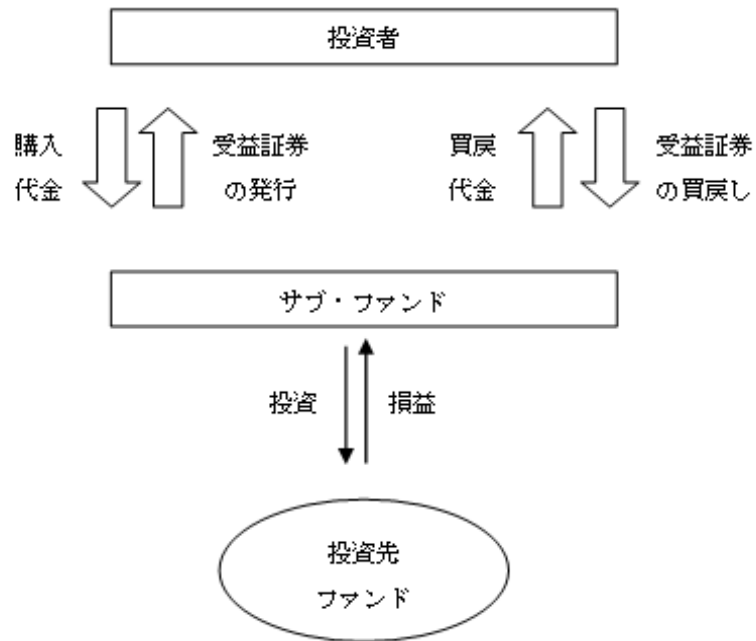 投資者
購入
代金
受益証券
の発行
買戻
代金
受益証券
の買戻し
サブ・ファンド
投資
損益
投資先
ファンド